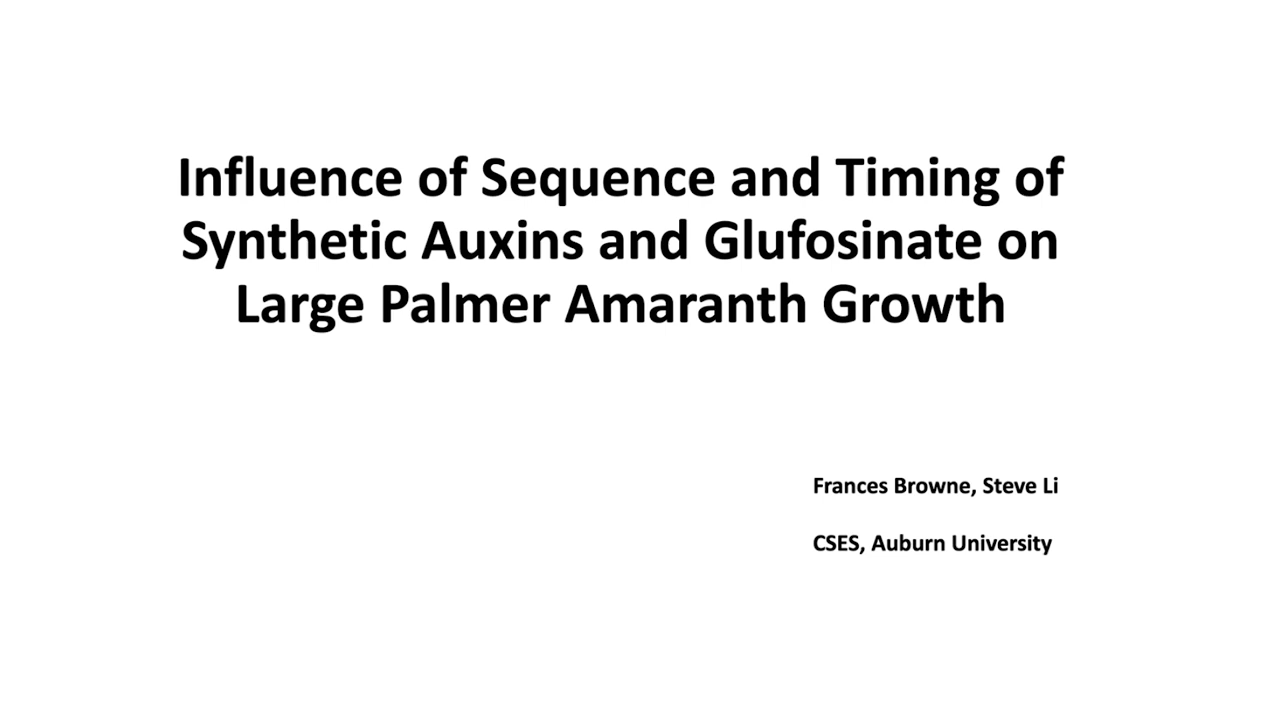 Influence of Sequence and Timing of
Synthetic Auxins and Glufosinate on
Large Palmer Amaranth Growth
Frances Browne, Steve Li
CSES, Auburn University